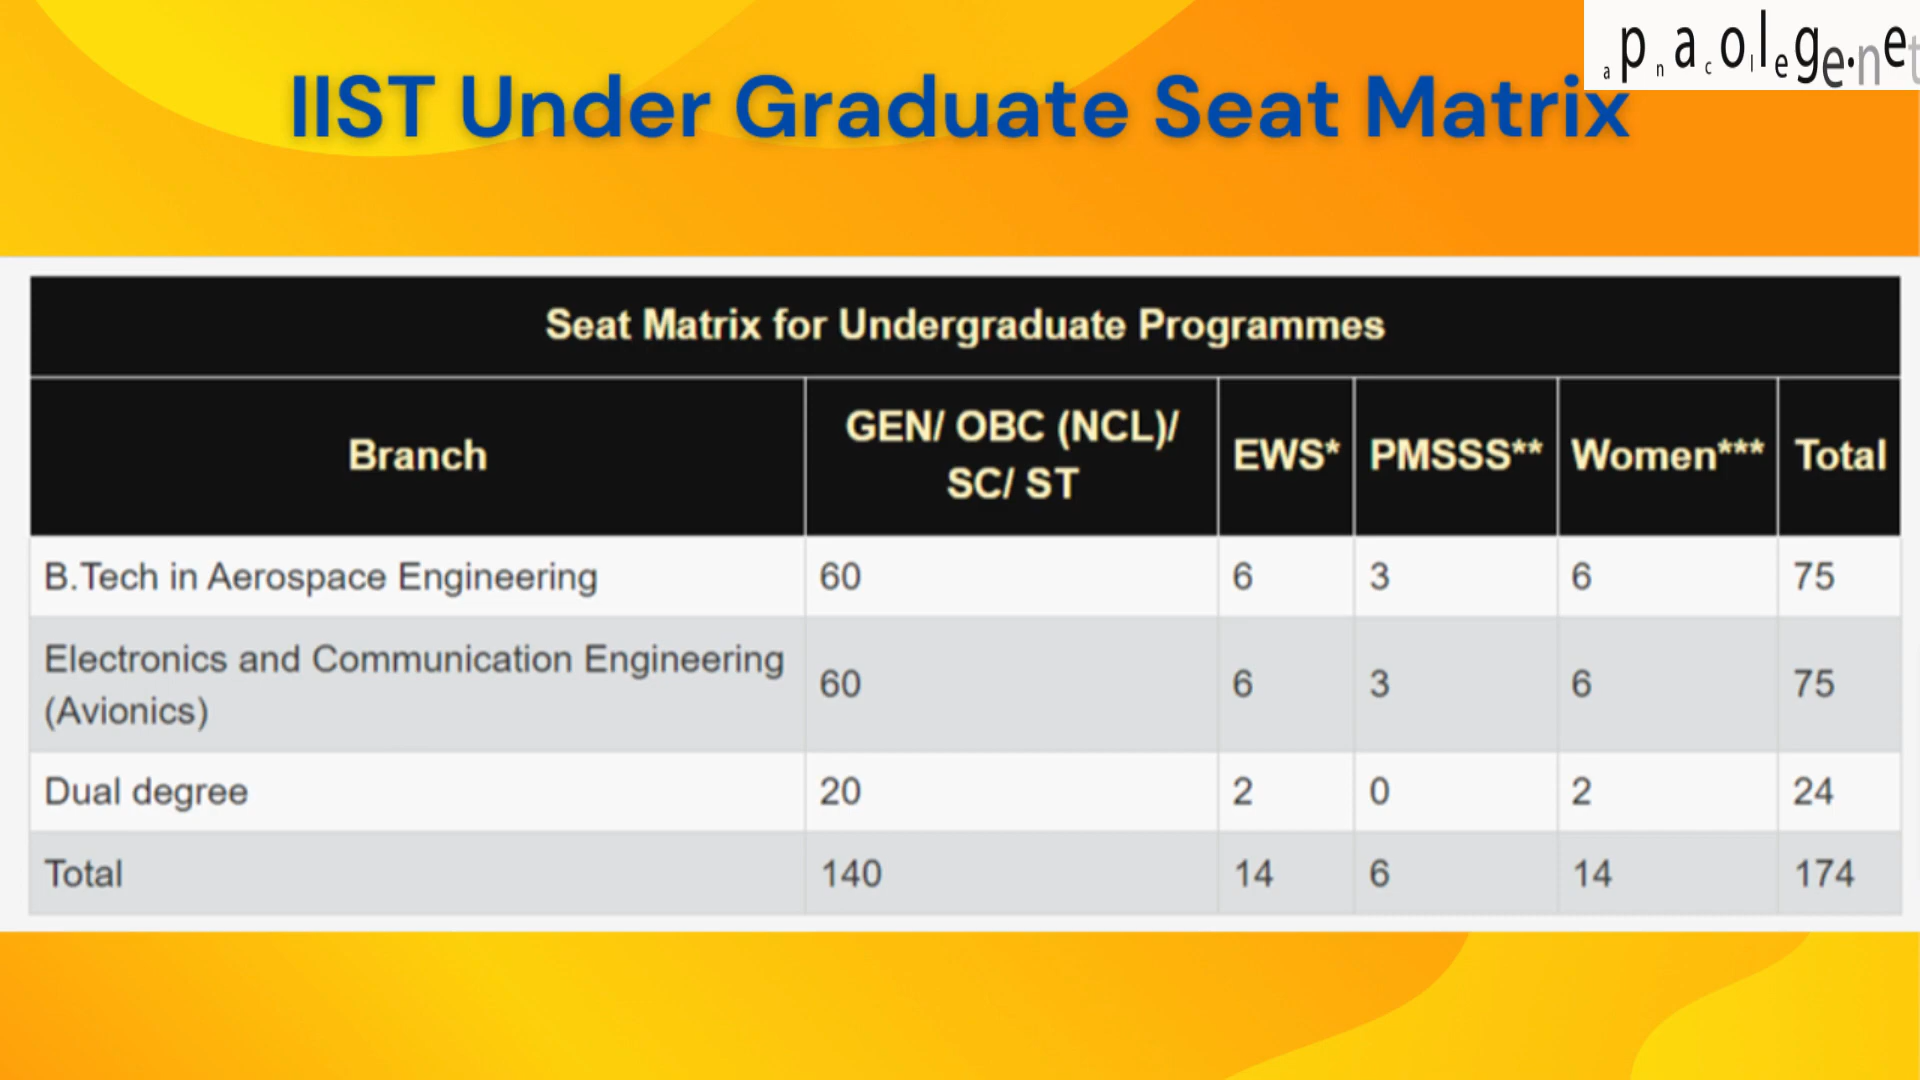 apnacollege.net
IIST Under Graduate Seat Matrix
Seat Matrix for Undergraduate Programmes
Branch GEN/ OBC (NCL)/ SC/ ST EWS* PMSSS** Women*** Total
B.Tech in Aerospace Engineering 60 6 3 6 75
Electronics and Communication Engineering (Avionics) 60 6 3 6 75
Dual degree 20 2 0 2 24
Total 140 14 6 14 174